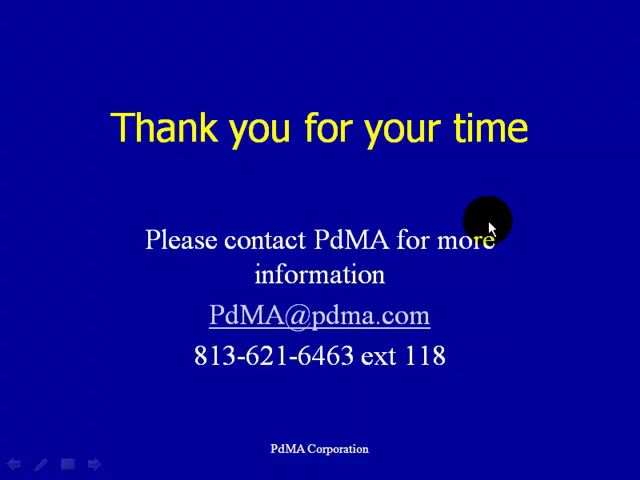 Thank you for your time
Please contact PdMA for more
information
PdMA@pdma.com
813-621-6463 ext 118
PdMA Corporation